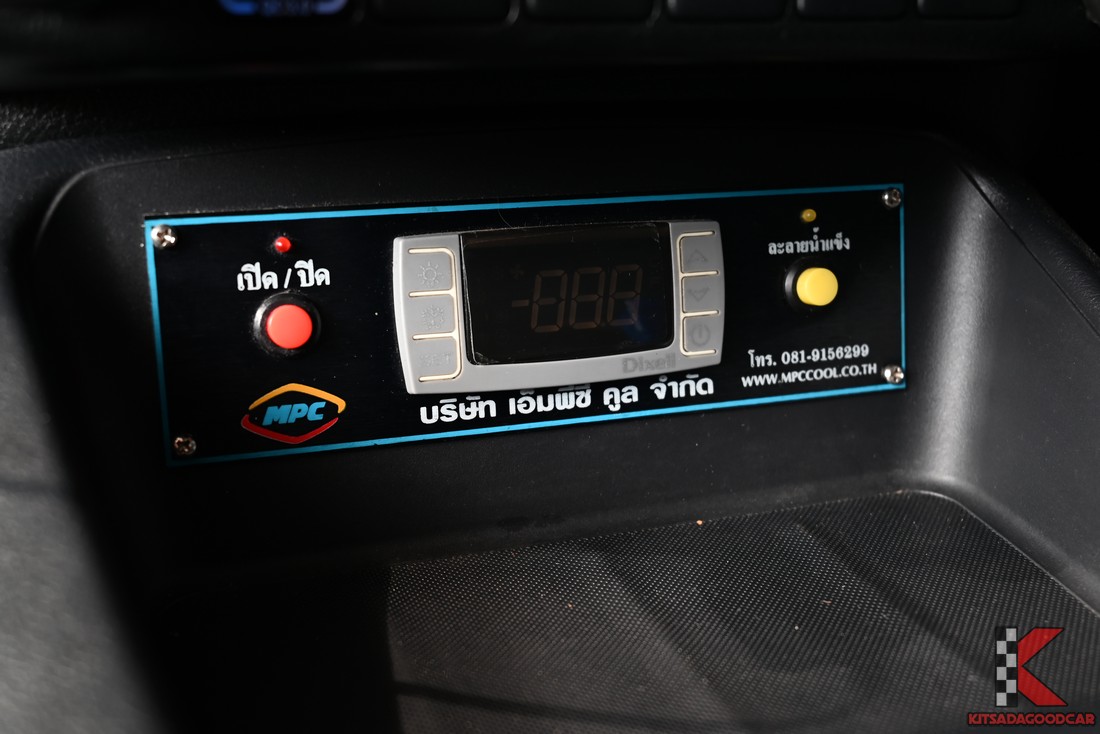 เปิด / ปิด
ละลายน้ำแข็ง
SET
Dixell
MPC
บริษัท เอ็มพีซี คูล จำกัด
โทร. 081-9156299
WWW.MPCCOOL.CO.TH
KITSADAGOODCAR